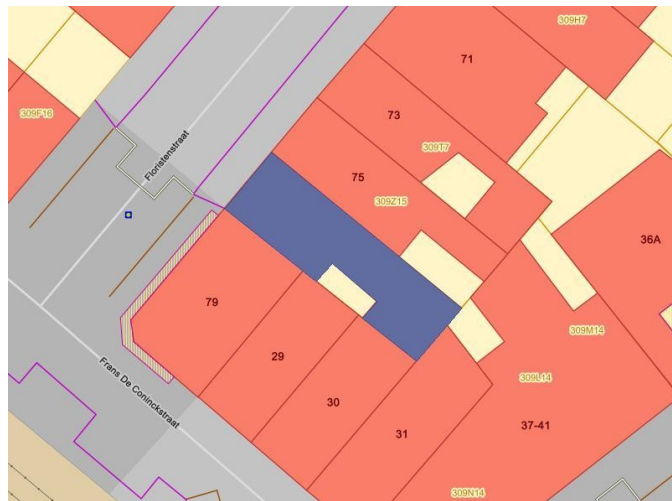 309H7
71
309F16
73
Floristenstraat
309T7
75
309Z15
36A
79
309M14
29
Frans De Coninckstraat
309L14
30
37-41
31
309N14